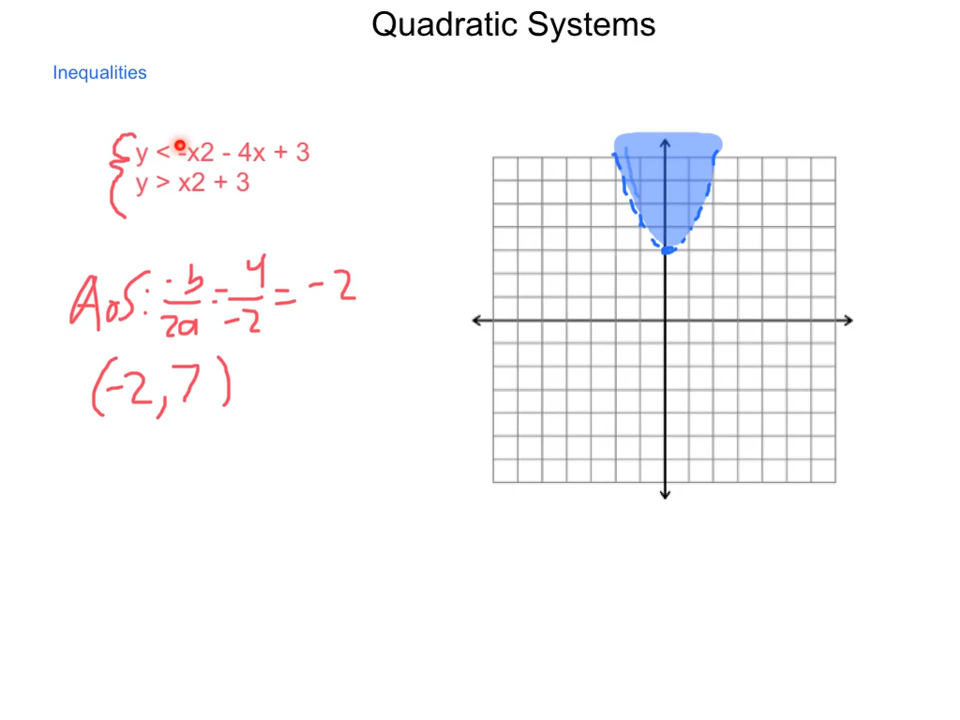 Quadratic Systems
Inequalities
y < -x2 - 4x + 3
y > x2 + 3
AoS: -b/2a = 4/-2 = -2
(-2, 7)